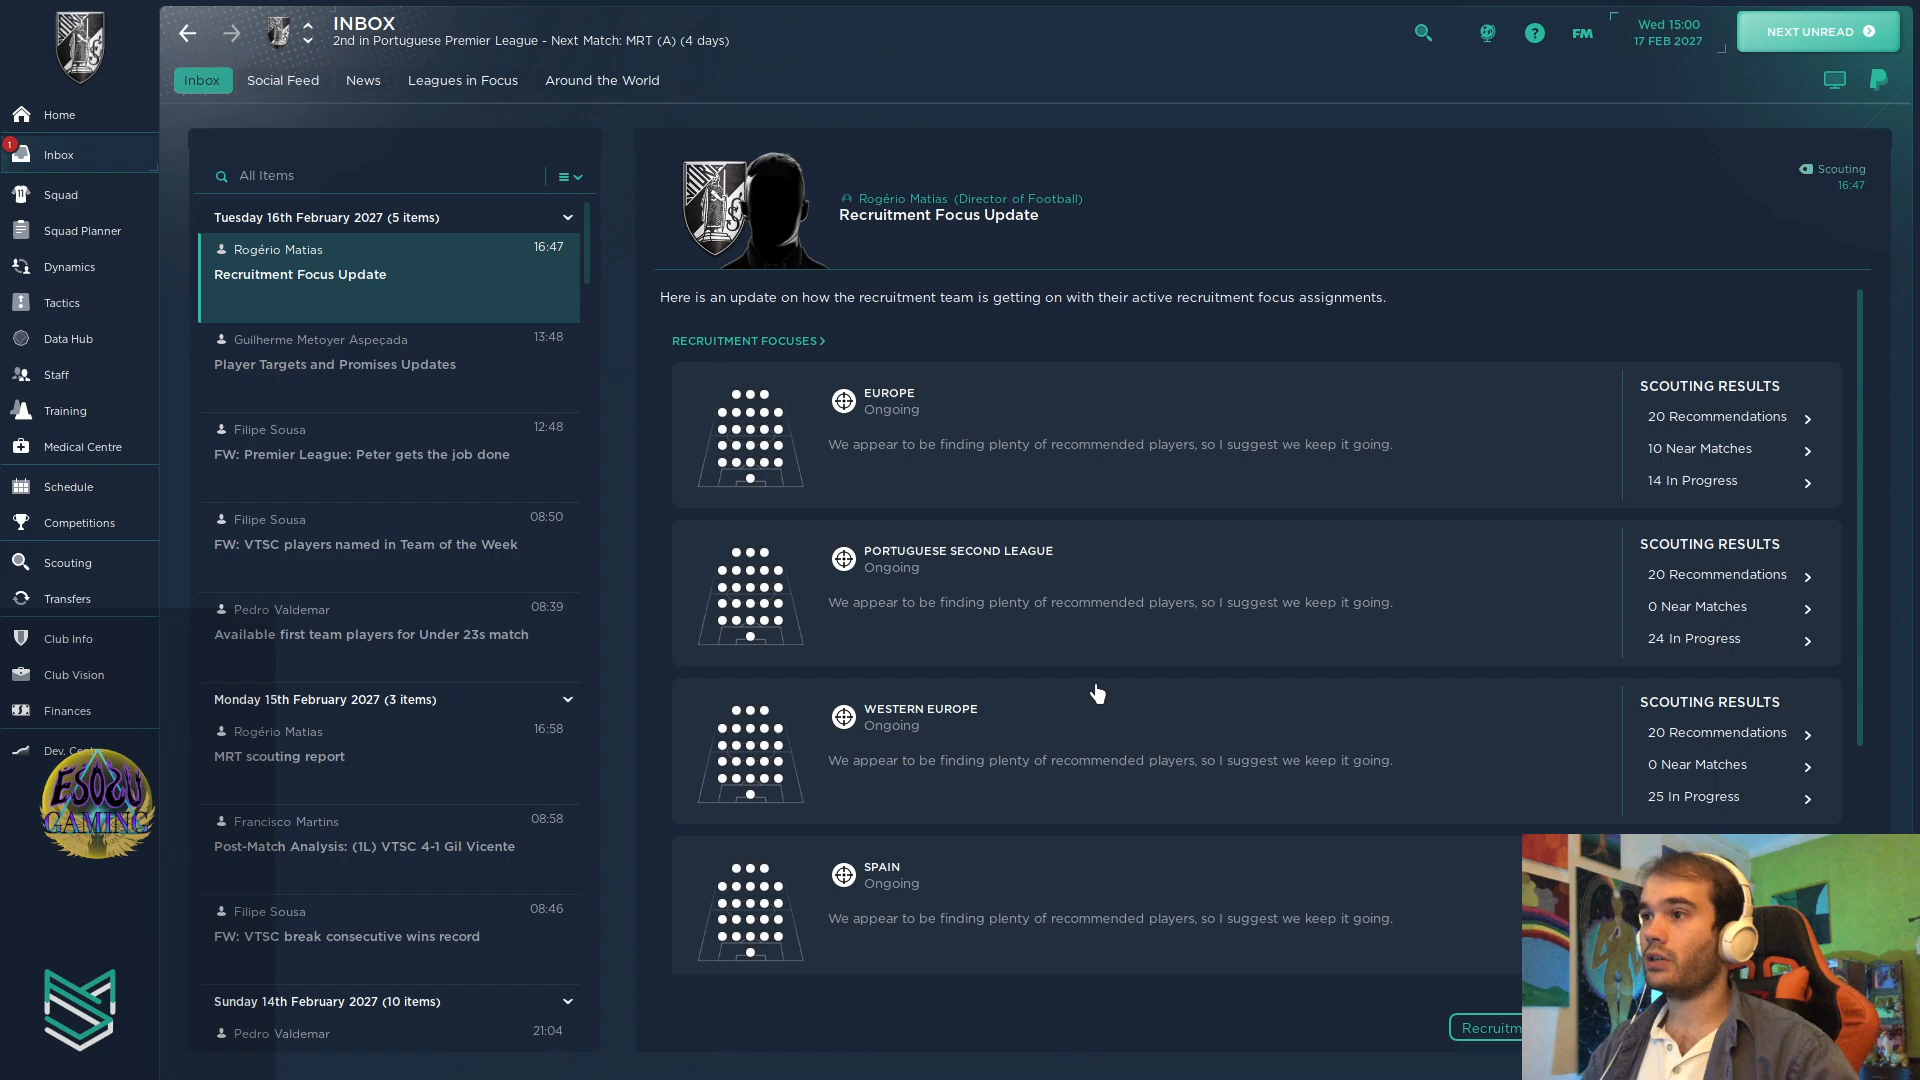 INBOX
2nd in Portuguese Premier League - Next Match: MRT (A) (4 days)
Wed 15:00
17 FEB 2027
NEXT UNREAD
FM
?
Inbox
Social Feed
News
Leagues in Focus
Around the World
Home
1
Inbox
11
Squad
Squad Planner
Dynamics
Tactics
Data Hub
Staff
Training
Medical Centre
Schedule
Competitions
Scouting
Transfers
Club Info
Club Vision
Finances
ESOZU
GAMING
All Items
Tuesday 16th February 2027 (5 items)
Rogério Matias
16:47
Recruitment Focus Update
Guilherme Metoyer Aspeçada
13:48
Player Targets and Promises Updates
Filipe Sousa
12:48
FW: Premier League: Peter gets the job done
Filipe Sousa
08:50
FW: VTSC players named in Team of the Week
Pedro Valdemar
08:39
Available first team players for Under 23s match
Monday 15th February 2027 (3 items)
Rogério Matias
16:58
MRT scouting report
Francisco Martins
08:58
Post-Match Analysis: (1L) VTSC 4-1 Gil Vicente
Filipe Sousa
08:46
FW: VTSC break consecutive wins record
Sunday 14th February 2027 (10 items)
Pedro Valdemar
21:04
Scouting
16:47
Rogério Matias (Director of Football)
Recruitment Focus Update
Here is an update on how the recruitment team is getting on with their active recruitment focus assignments.
RECRUITMENT FOCUSES
EUROPE
Ongoing
We appear to be finding plenty of recommended players, so I suggest we keep it going.
SCOUTING RESULTS
20 Recommendations
10 Near Matches
14 In Progress
PORTUGUESE SECOND LEAGUE
Ongoing
We appear to be finding plenty of recommended players, so I suggest we keep it going.
SCOUTING RESULTS
20 Recommendations
0 Near Matches
24 In Progress
WESTERN EUROPE
Ongoing
We appear to be finding plenty of recommended players, so I suggest we keep it going.
SCOUTING RESULTS
20 Recommendations
0 Near Matches
25 In Progress
SPAIN
Ongoing
We appear to be finding plenty of recommended players, so I suggest we keep it going.